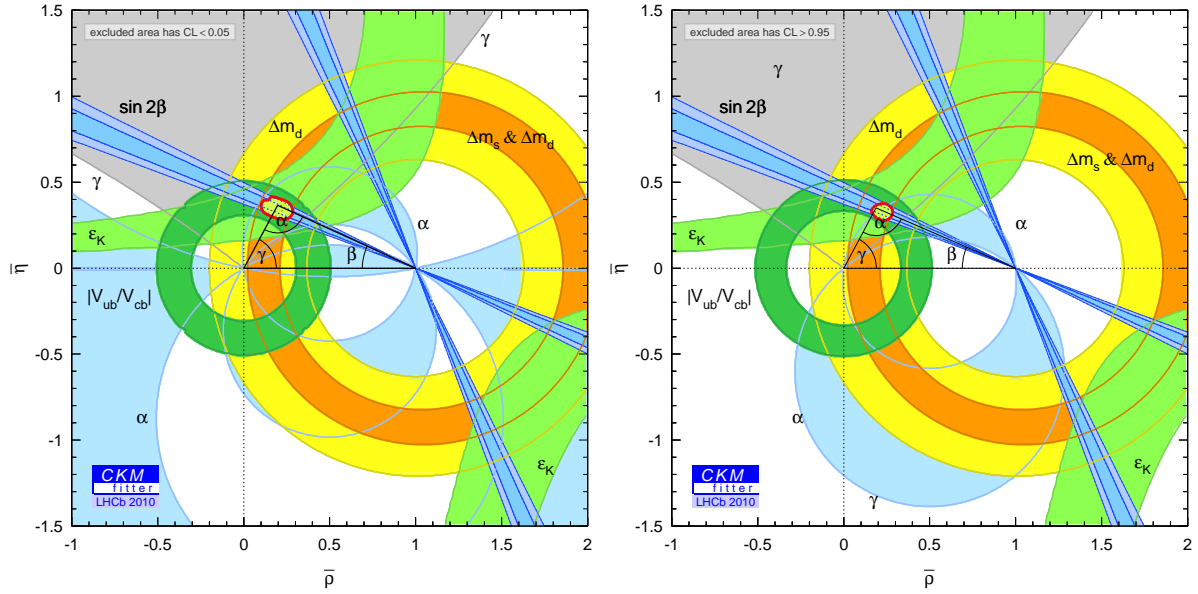 excluded area has CL < 0.05
γ
sin 2β
Δm_d
Δm_s & Δm_d
γ
α
α
ε_K
γ
β
|V_ub/V_cb|
α
ε_K
CKM
fitter
LHCb 2010
1.5
1
0.5
0
-0.5
-1
-1.5
η̅
-1 -0.5 0 0.5 1 1.5 2
ρ̅
excluded area has CL > 0.95
γ
sin 2β
Δm_d
Δm_s & Δm_d
α
α
ε_K
γ
β
|V_ub/V_cb|
α
γ
ε_K
CKM
fitter
LHCb 2010
1.5
1
0.5
0
-0.5
-1
-1.5
η̅
-1 -0.5 0 0.5 1 1.5 2
ρ̅